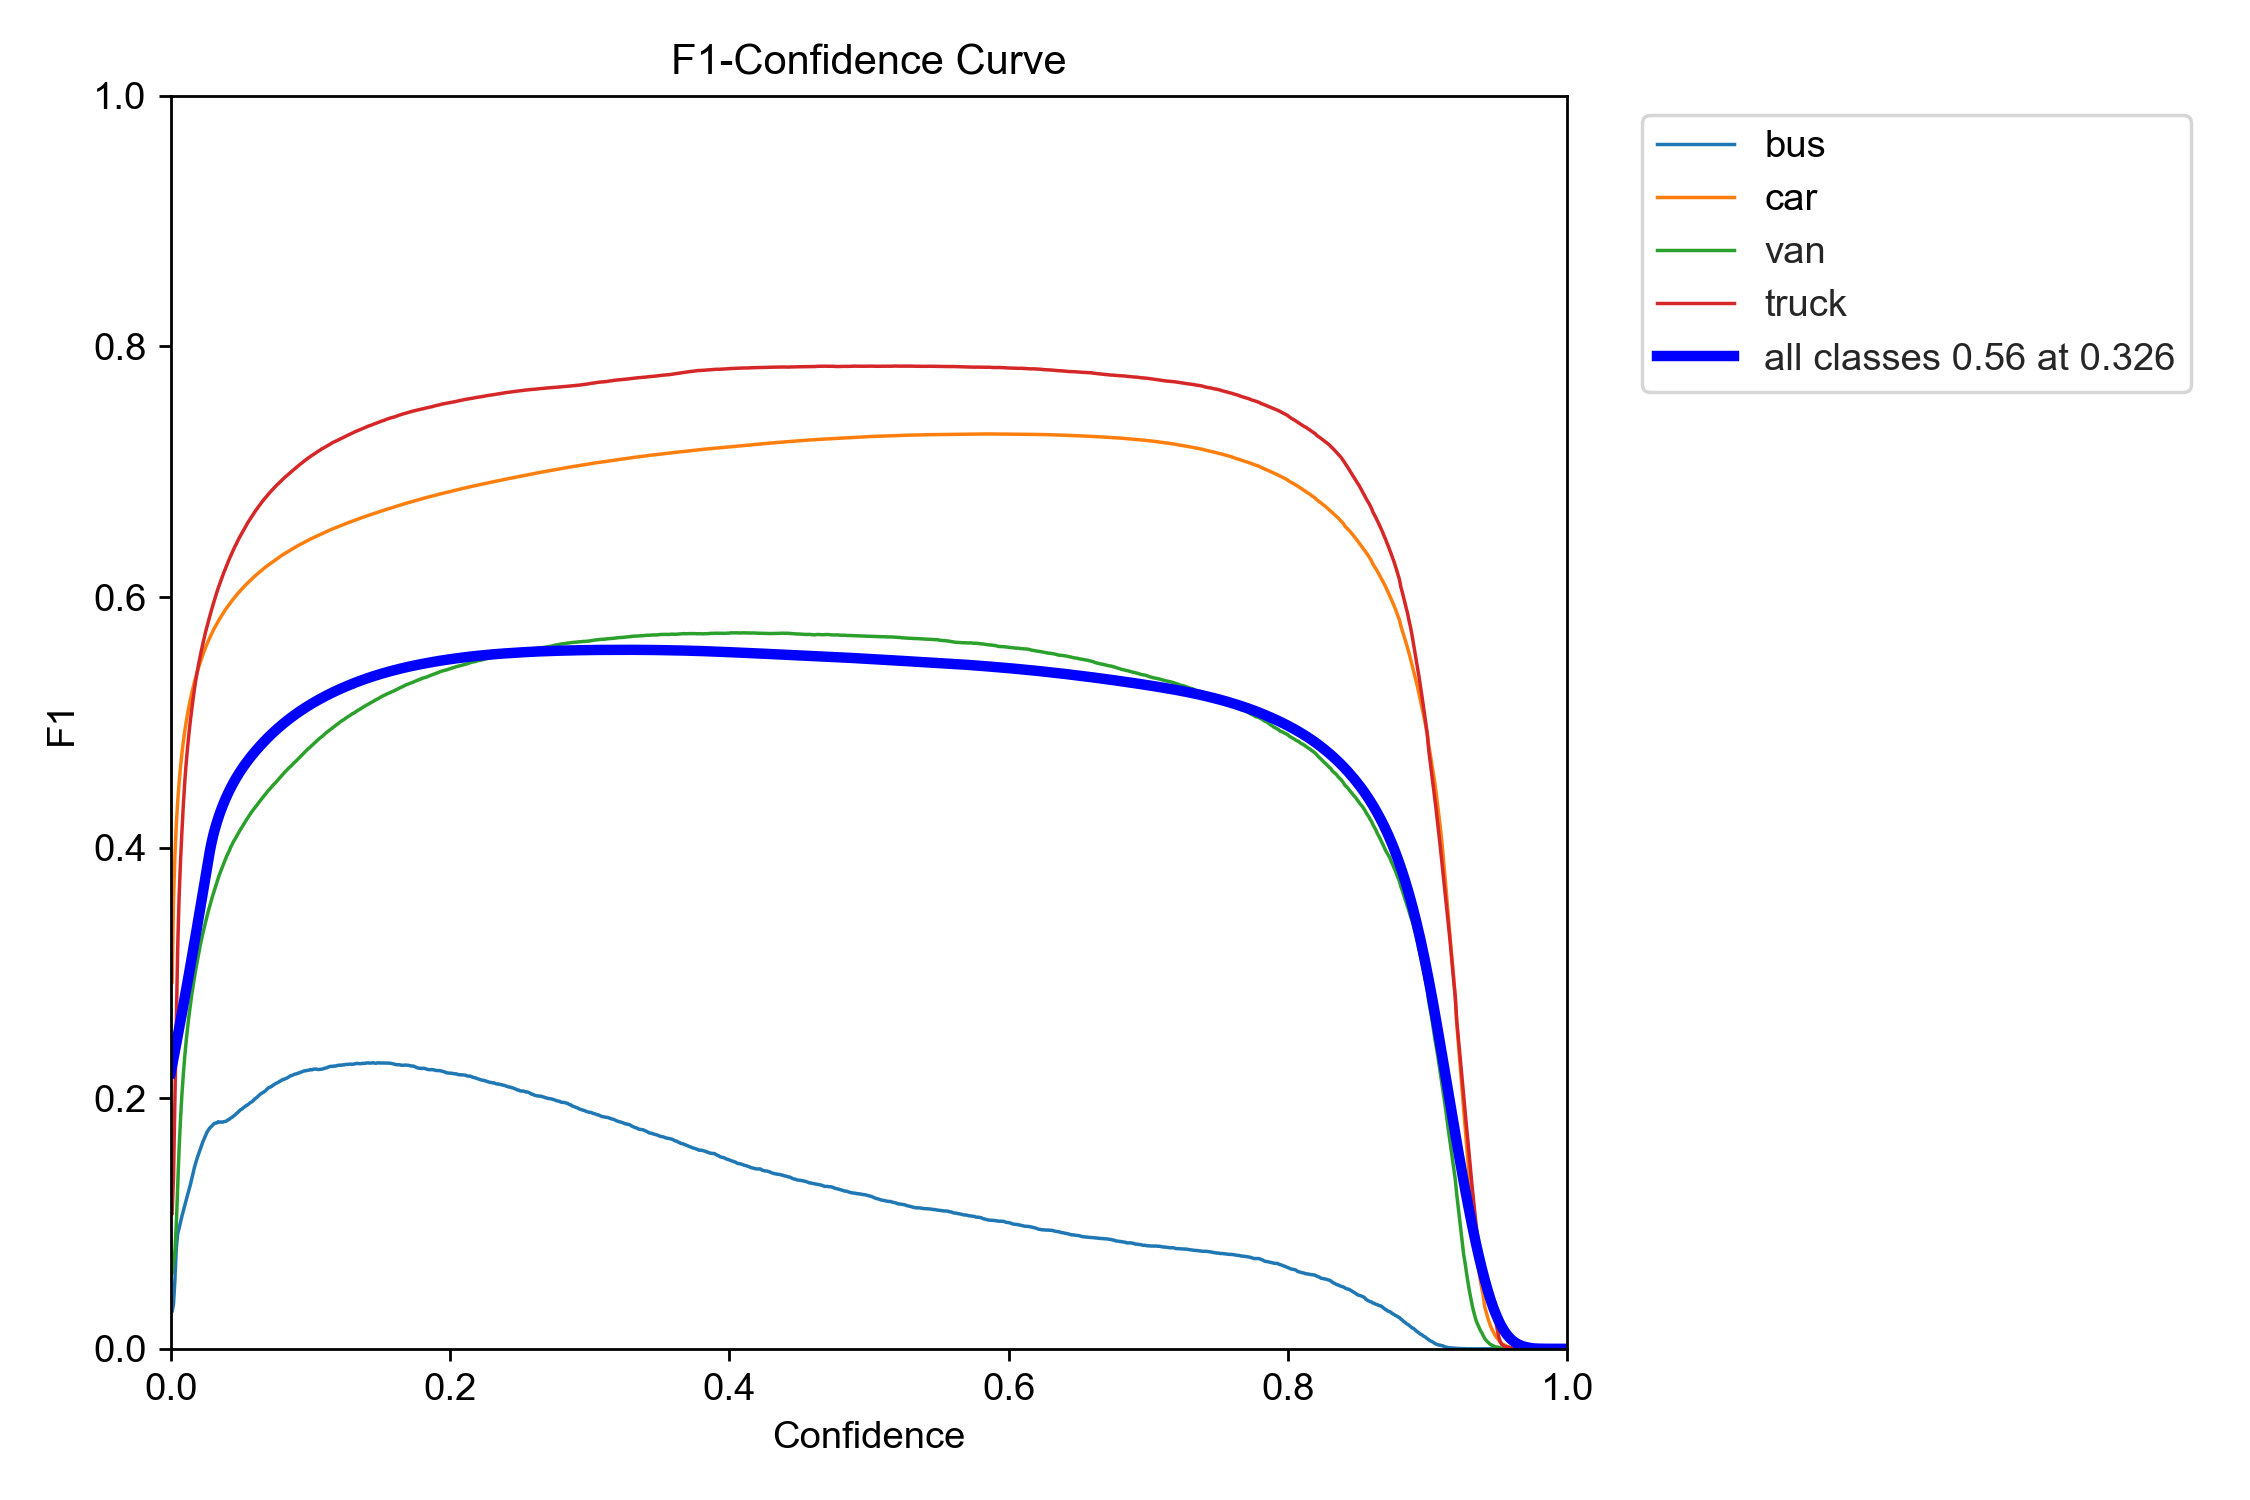 F1-Confidence Curve
1.0
0.8
0.6
0.4
0.2
0.0
F1
0.0 0.2 0.4 0.6 0.8 1.0
Confidence
bus
car
van
truck
all classes 0.56 at 0.326